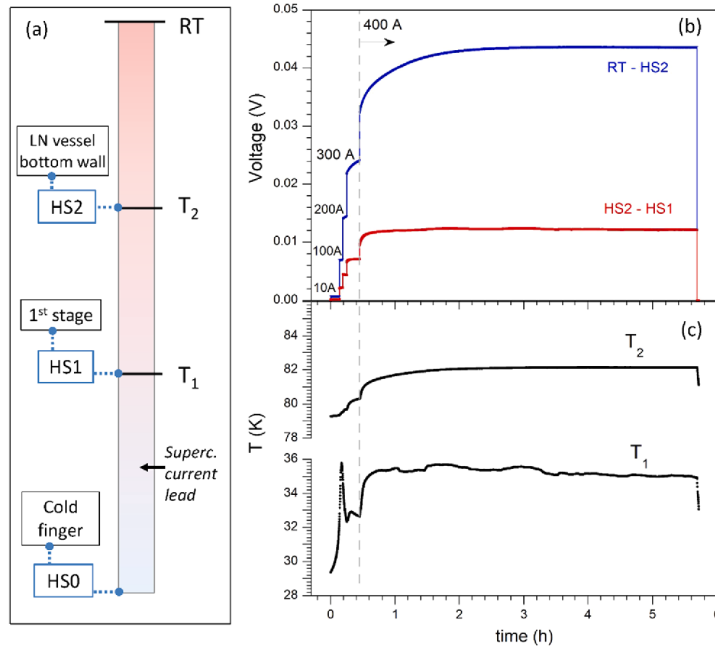 (a)
RT
LN vessel
bottom wall
HS2
T2
1st stage
HS1
T1
Superc.
current
lead
Cold
finger
HS0
400 A
(b)
0.05
0.04
0.03
0.02
0.01
0.00
Voltage (V)
RT - HS2
300 A
200A
100A
10A
HS2 - HS1
(c)
84
82
80
78
36
34
32
30
28
T (K)
T2
T1
0
1
2
3
4
5
6
time (h)